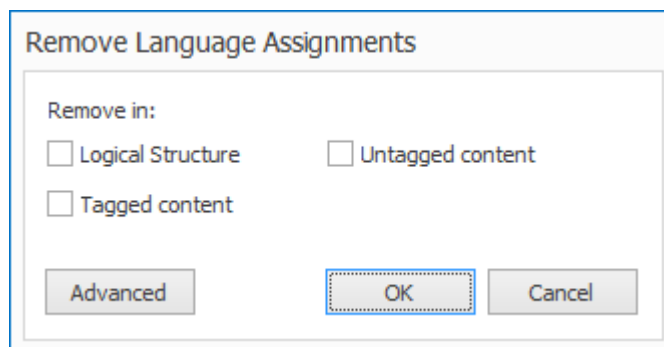 Remove Language Assignments
Remove in:
Logical Structure Untagged content
Tagged content
Advanced OK Cancel